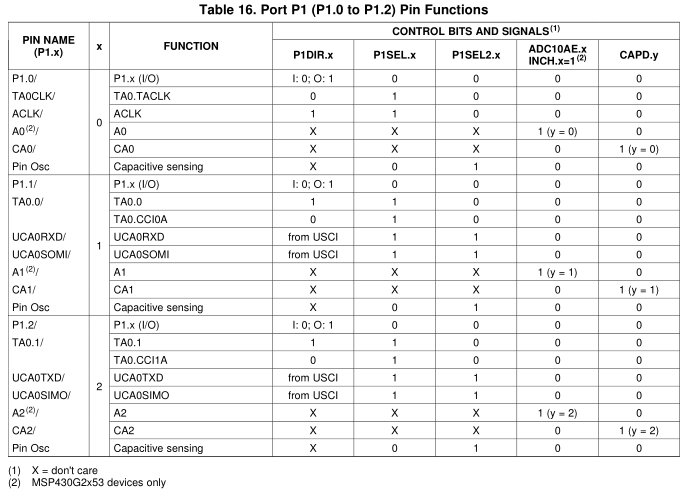 Table 16. Port P1 (P1.0 to P1.2) Pin Functions
PIN NAME (P1.x) x FUNCTION CONTROL BITS AND SIGNALS(1)
P1DIR.x P1SEL.x P1SEL2.x ADC10AE.x INCH.x=1(2) CAPD.y
P1.0/ 0 P1.x (I/O) I: 0; O: 1 0 0 0 0
TA0CLK/ TA0.TACLK 0 1 0 0 0
ACLK/ ACLK 1 1 0 0 0
A0(2)/ A0 X X X 1 (y = 0) 0
CA0/ CA0 X X X 0 1 (y = 0)
Pin Osc Capacitive sensing X 0 1 0 0
P1.1/ 1 P1.x (I/O) I: 0; O: 1 0 0 0 0
TA0.0/ TA0.0 1 1 0 0 0
TA0.CCI0A 0 1 0 0 0
UCA0RXD/ UCA0RXD from USCI 1 1 0 0
UCA0SOMI/ UCA0SOMI from USCI 1 1 0 0
A1(2)/ A1 X X X 1 (y = 1) 0
CA1/ CA1 X X X 0 1 (y = 1)
Pin Osc Capacitive sensing X 0 1 0 0
P1.2/ 2 P1.x (I/O) I: 0; O: 1 0 0 0 0
TA0.1/ TA0.1 1 1 0 0 0
TA0.CCI1A 0 1 0 0 0
UCA0TXD/ UCA0TXD from USCI 1 1 0 0
UCA0SIMO/ UCA0SIMO from USCI 1 1 0 0
A2(2)/ A2 X X X 1 (y = 2) 0
CA2/ CA2 X X X 0 1 (y = 2)
Pin Osc Capacitive sensing X 0 1 0 0
(1) X = don't care
(2) MSP430G2x53 devices only